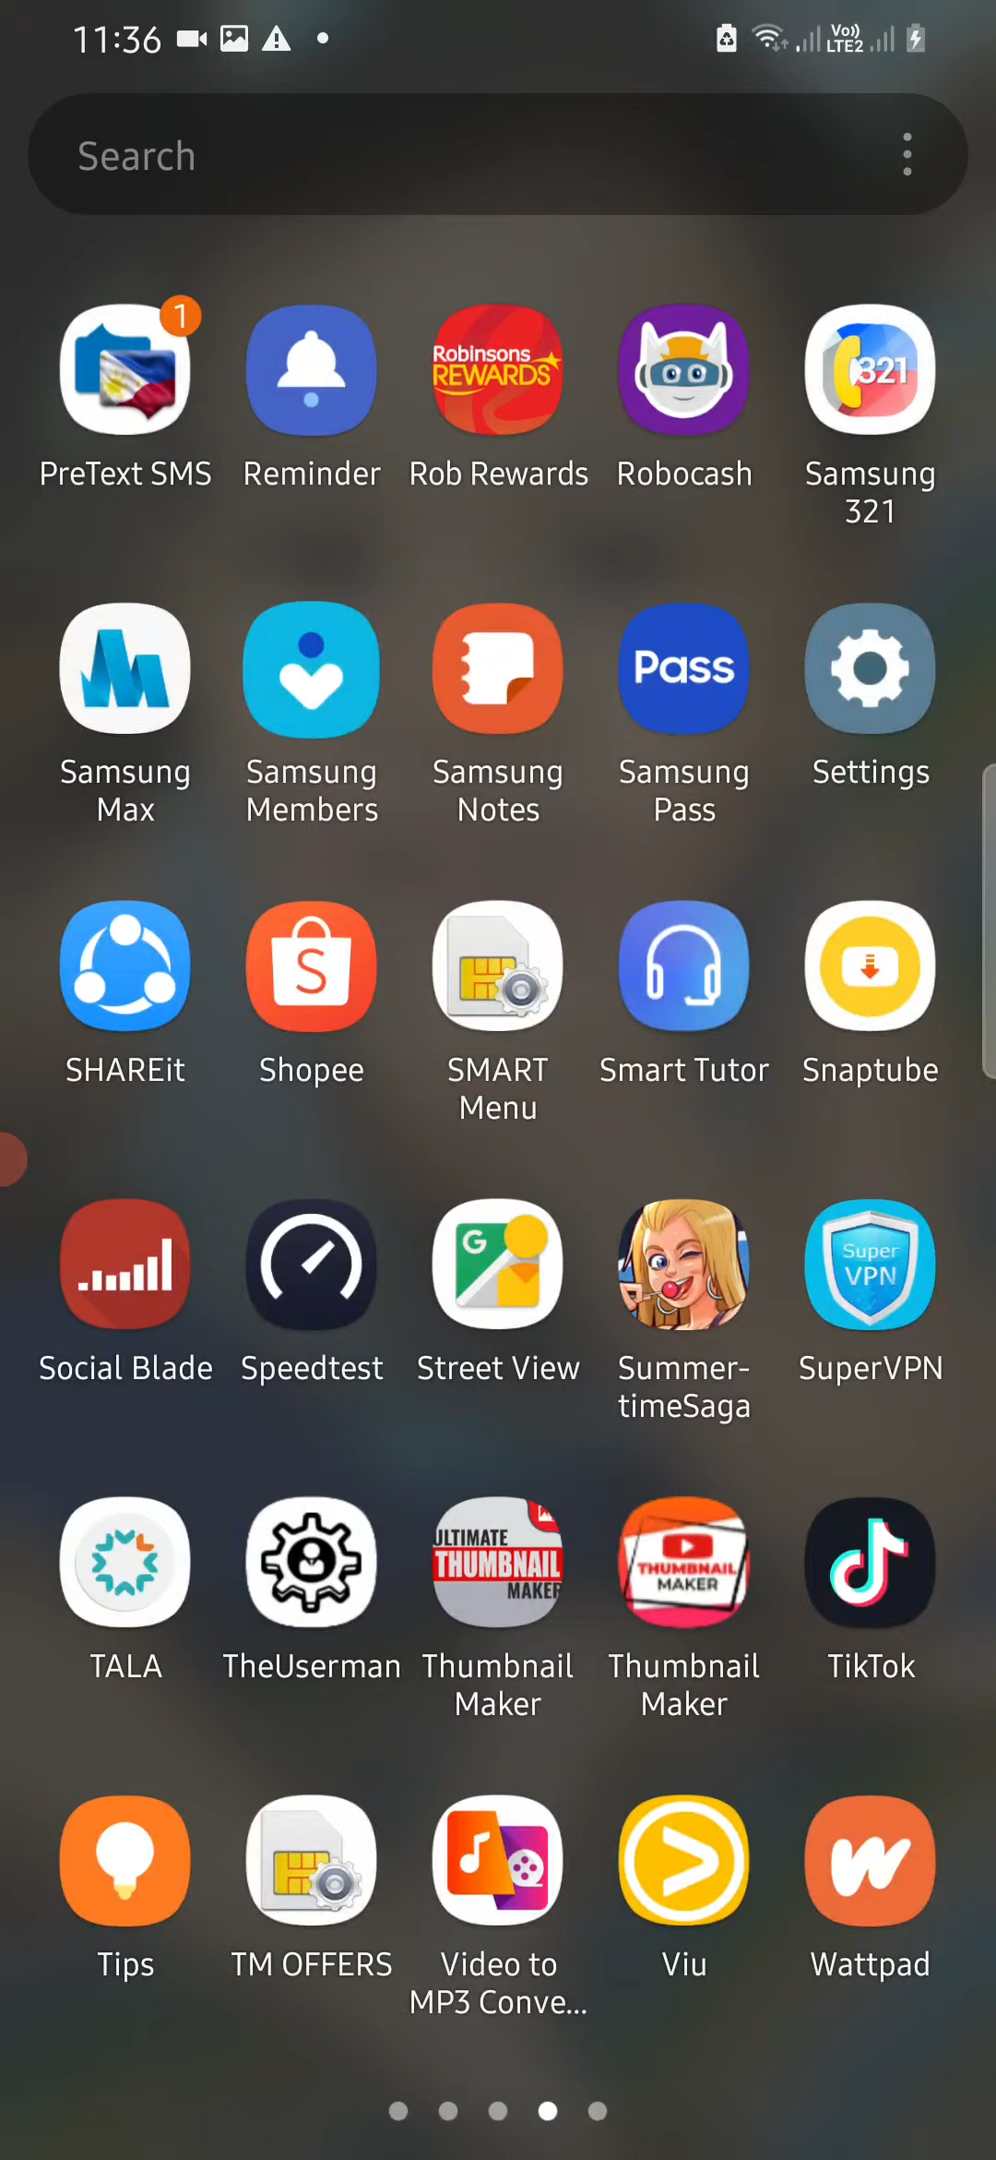 11:36
Vo))
LTE2
Search
1
Robinsons
REWARDS
321
PreText SMS
Reminder
Rob Rewards
Robocash
Samsung
321
Pass
Samsung
Max
Samsung
Members
Samsung
Notes
Samsung
Pass
Settings
S
SHAREit
Shopee
SMART
Menu
Smart Tutor
Snaptube
G
Super
VPN
Social Blade
Speedtest
Street View
Summer-
timeSaga
SuperVPN
ULTIMATE
THUMBNAIL
MAKER
THUMBNAIL
MAKER
TALA
TheUserman
Thumbnail
Maker
Thumbnail
Maker
TikTok
Tips
TM OFFERS
Video to
MP3 Conve...
Viu
Wattpad